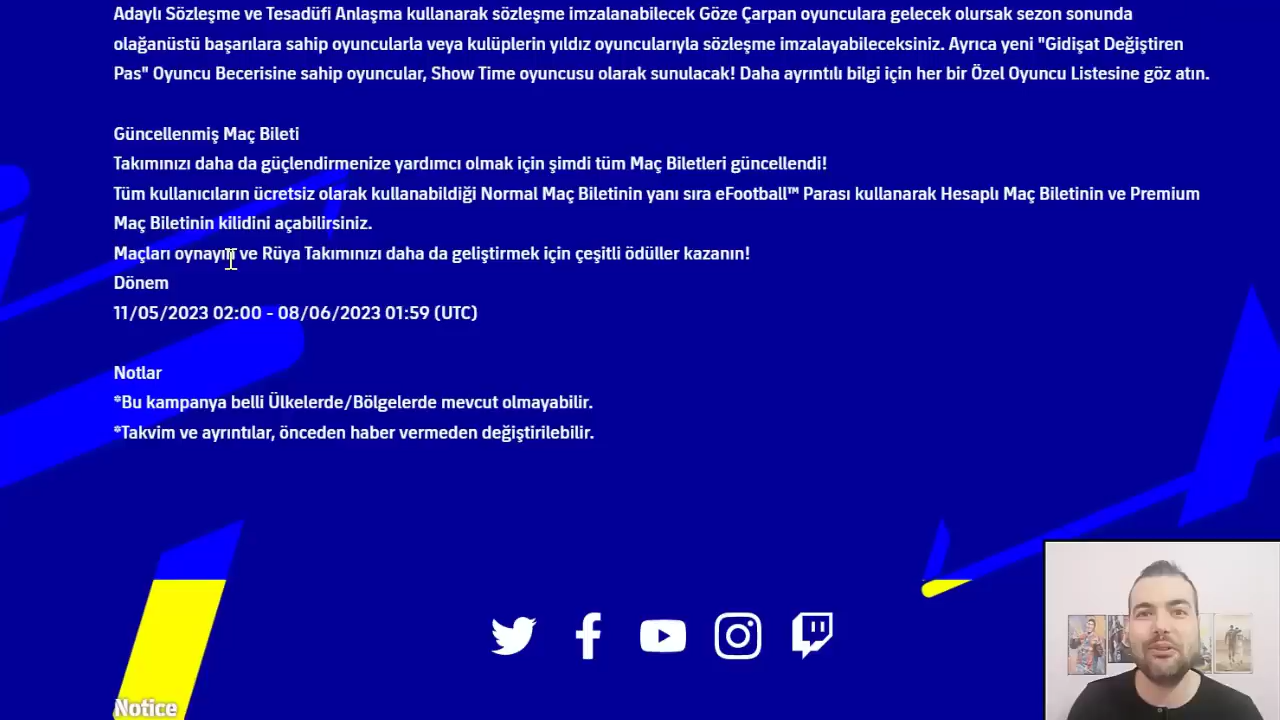 Adaylı Sözleşme ve Tesadüfi Anlaşma kullanarak sözleşme imzalanabilecek Göze Çarpan oyunculara gelecek olursak sezon sonunda
olağanüstü başarılara sahip oyuncularla veya kulüplerin yıldız oyuncularıyla sözleşme imzalayabileceksiniz. Ayrıca yeni "Gidişat Değiştiren
Pas" Oyuncu Becerisine sahip oyuncular, Show Time oyuncusu olarak sunulacak! Daha ayrıntılı bilgi için her bir Özel Oyuncu Listesine göz atın.
Güncellenmiş Maç Bileti
Takımınızı daha da güçlendirmenize yardımcı olmak için şimdi tüm Maç Biletleri güncellendi!
Tüm kullanıcıların ücretsiz olarak kullanabildiği Normal Maç Biletinin yanı sıra eFootball™ Parası kullanarak Hesaplı Maç Biletinin ve Premium
Maç Biletinin kilidini açabilirsiniz.
Maçları oynayın ve Rüya Takımınızı daha da geliştirmek için çeşitli ödüller kazanın!
Dönem
11/05/2023 02:00 - 08/06/2023 01:59 (UTC)
Notlar
*Bu kampanya belli Ülkelerde/Bölgelerde mevcut olmayabilir.
*Takvim ve ayrıntılar, önceden haber vermeden değiştirilebilir.
Notice